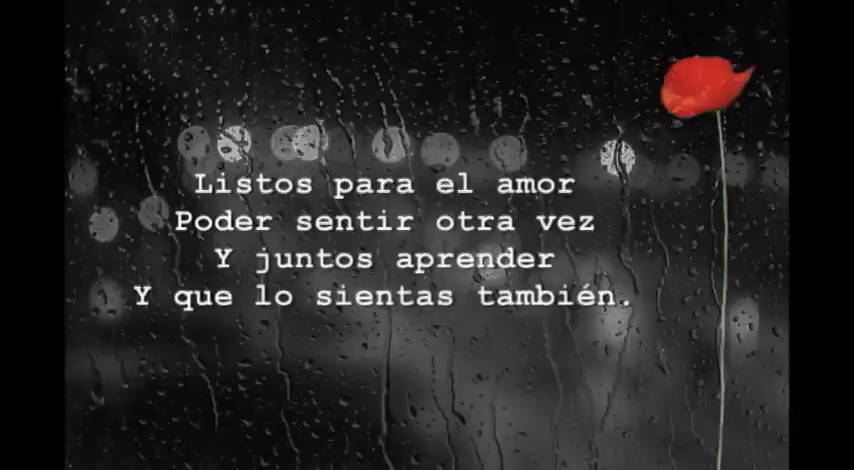 Listos para el amor
Poder sentir otra vez
Y juntos aprender
Y que lo sientas también.